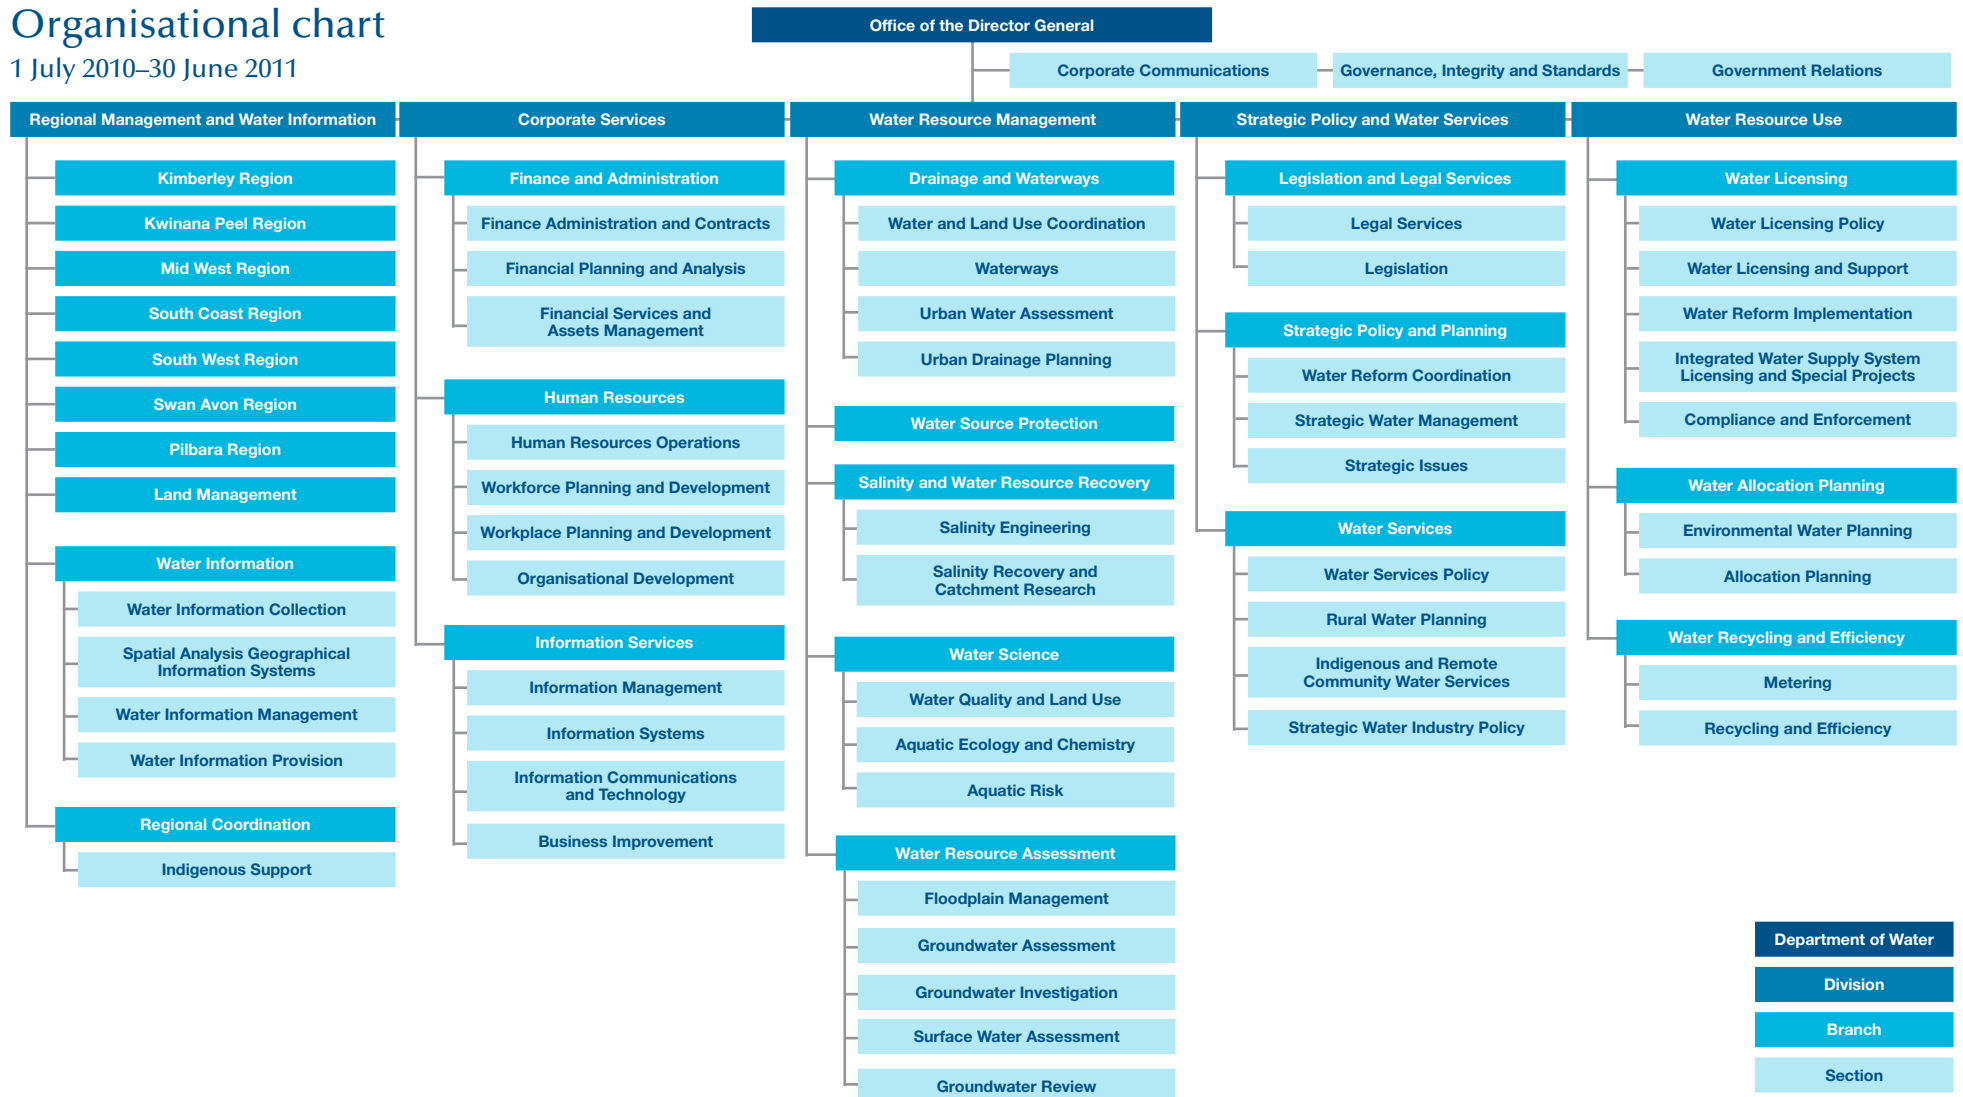 Organisational chart
1 July 2010–30 June 2011
Office of the Director General
Corporate Communications
Governance, Integrity and Standards
Government Relations
Regional Management and Water Information
Kimberley Region
Kwinana Peel Region
Mid West Region
South Coast Region
South West Region
Swan Avon Region
Pilbara Region
Land Management
Water Information
Water Information Collection
Spatial Analysis Geographical
Information Systems
Water Information Management
Water Information Provision
Regional Coordination
Indigenous Support
Corporate Services
Finance and Administration
Finance Administration and Contracts
Financial Planning and Analysis
Financial Services and
Assets Management
Human Resources
Human Resources Operations
Workforce Planning and Development
Workplace Planning and Development
Organisational Development
Information Services
Information Management
Information Systems
Information Communications
and Technology
Business Improvement
Water Resource Management
Drainage and Waterways
Water and Land Use Coordination
Waterways
Urban Water Assessment
Urban Drainage Planning
Water Source Protection
Salinity and Water Resource Recovery
Salinity Engineering
Salinity Recovery and
Catchment Research
Water Science
Water Quality and Land Use
Aquatic Ecology and Chemistry
Aquatic Risk
Water Resource Assessment
Floodplain Management
Groundwater Assessment
Groundwater Investigation
Surface Water Assessment
Groundwater Review
Strategic Policy and Water Services
Legislation and Legal Services
Legal Services
Legislation
Strategic Policy and Planning
Water Reform Coordination
Strategic Water Management
Strategic Issues
Water Services
Water Services Policy
Rural Water Planning
Indigenous and Remote
Community Water Services
Strategic Water Industry Policy
Water Resource Use
Water Licensing
Water Licensing Policy
Water Licensing and Support
Water Reform Implementation
Integrated Water Supply System
Licensing and Special Projects
Compliance and Enforcement
Water Allocation Planning
Environmental Water Planning
Allocation Planning
Water Recycling and Efficiency
Metering
Recycling and Efficiency
Department of Water
Division
Branch
Section